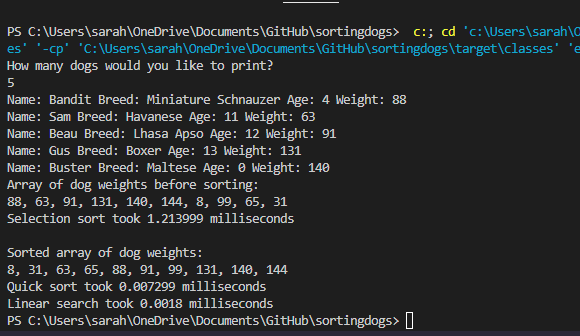 PS C:\Users\sarah\OneDrive\Documents\GitHub\sortingdogs>  c:; cd 'c:\Users\sarah\O
es' '-cp' 'C:\Users\sarah\OneDrive\Documents\GitHub\sortingdogs\target\classes' 'e
How many dogs would you like to print?
5
Name: Bandit Breed: Miniature Schnauzer Age: 4 Weight: 88
Name: Sam Breed: Havanese Age: 11 Weight: 63
Name: Beau Breed: Lhasa Apso Age: 12 Weight: 91
Name: Gus Breed: Boxer Age: 13 Weight: 131
Name: Buster Breed: Maltese Age: 0 Weight: 140
Array of dog weights before sorting:
88, 63, 91, 131, 140, 144, 8, 99, 65, 31
Selection sort took 1.213999 milliseconds

Sorted array of dog weights:
8, 31, 63, 65, 88, 91, 99, 131, 140, 144
Quick sort took 0.007299 milliseconds
Linear search took 0.0018 milliseconds
PS C:\Users\sarah\OneDrive\Documents\GitHub\sortingdogs>